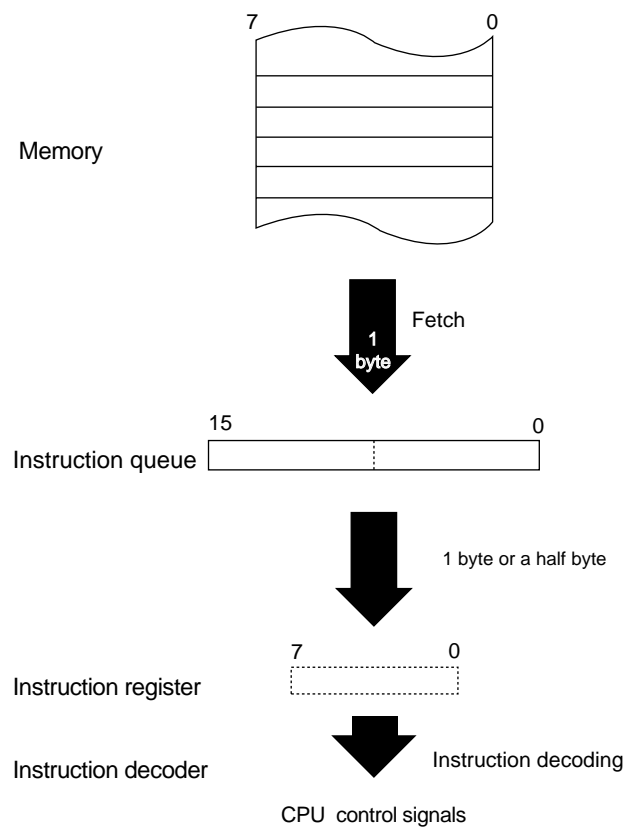 7 0
Memory
Fetch
1
byte
15 0
Instruction queue
1 byte or a half byte
7 0
Instruction register
Instruction decoding
Instruction decoder
CPU control signals